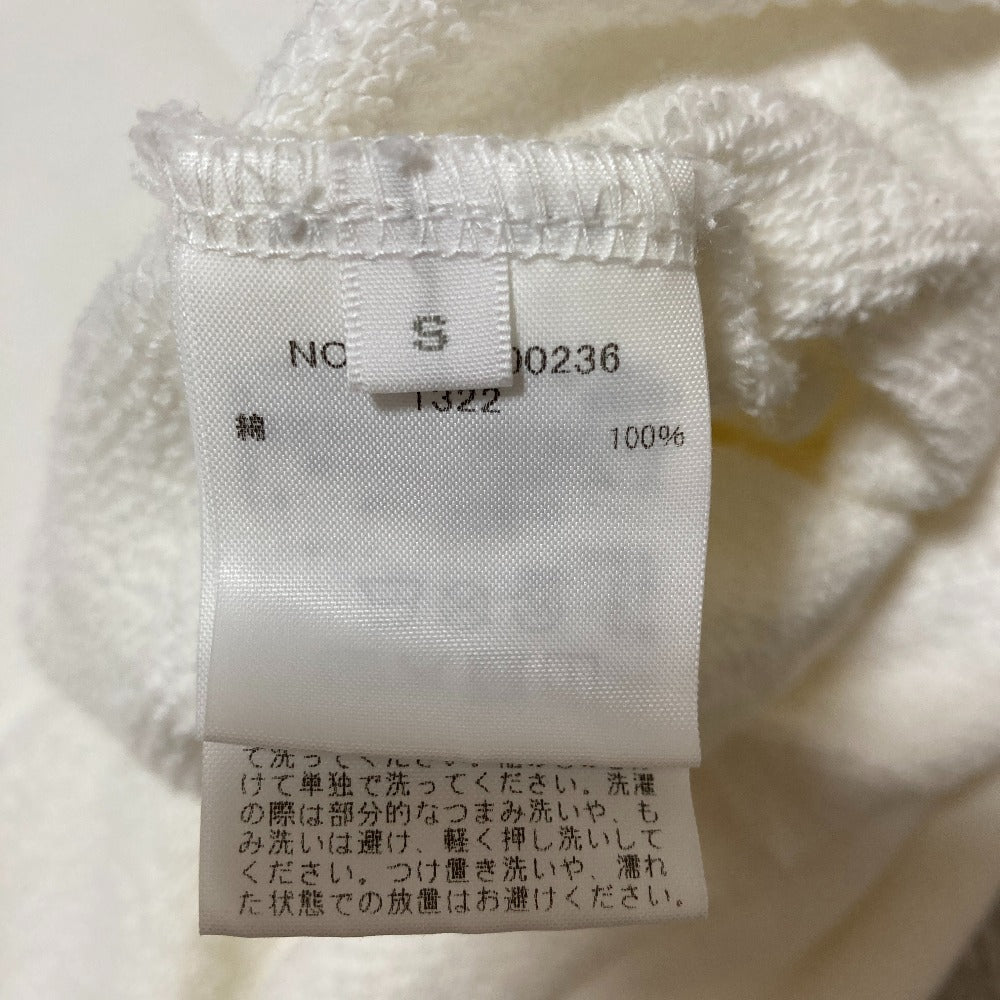 S
NO 00236
1322
綿 100%
て洗ってください。
けて単独で洗ってください。洗濯
の際は部分的なつまみ洗いや、も
み洗いは避け、軽く押し洗いして
ください。つけ置き洗いや、濡れ
た状態での放置はお避けください。